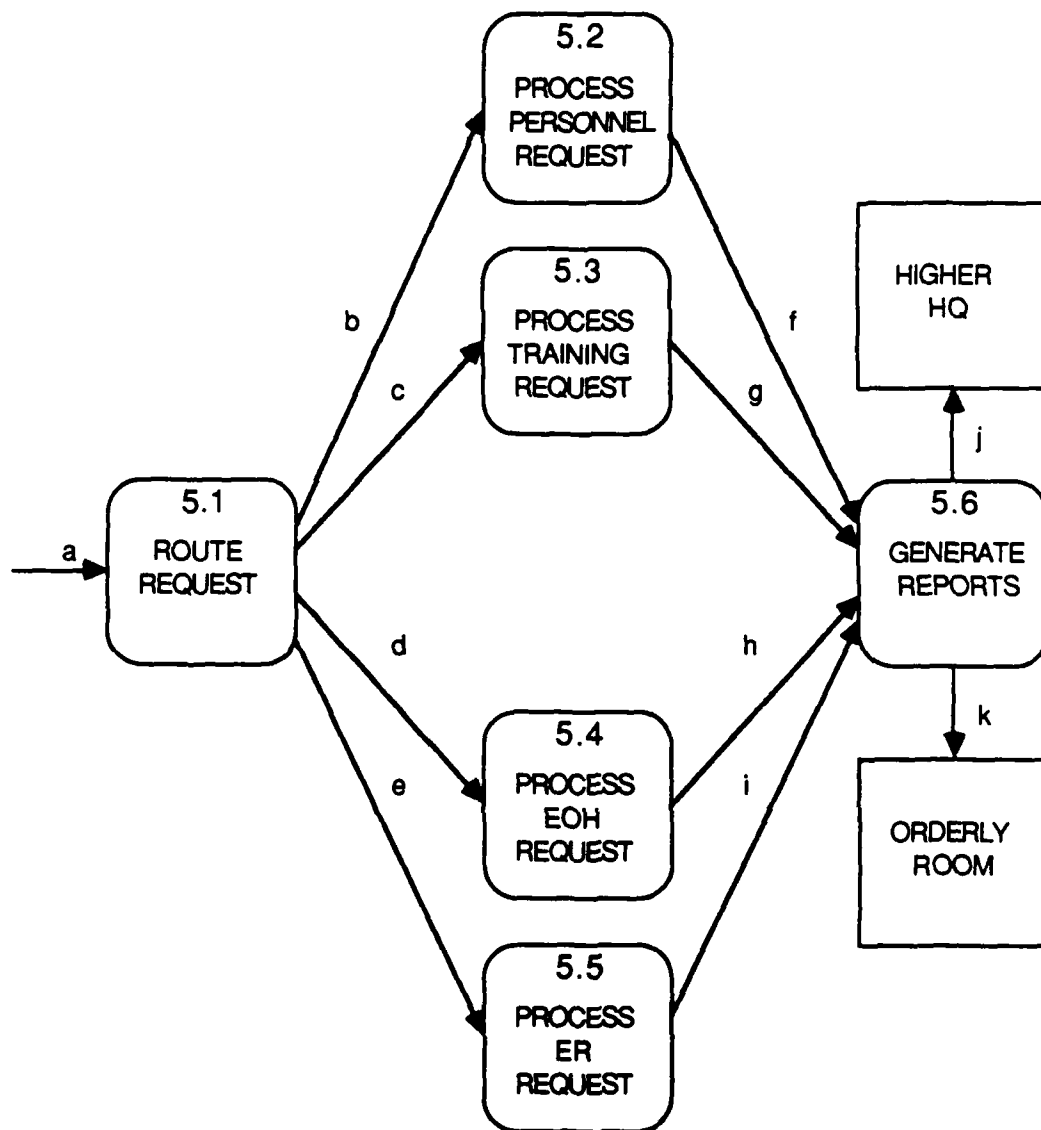 5.2
PROCESS
PERSONNEL
REQUEST
b
f
5.3
PROCESS
TRAINING
REQUEST
c
g
HIGHER
HQ
j
a
5.1
ROUTE
REQUEST
5.6
GENERATE
REPORTS
d
h
k
5.4
PROCESS
EOH
REQUEST
e
i
ORDERLY
ROOM
5.5
PROCESS
ER
REQUEST